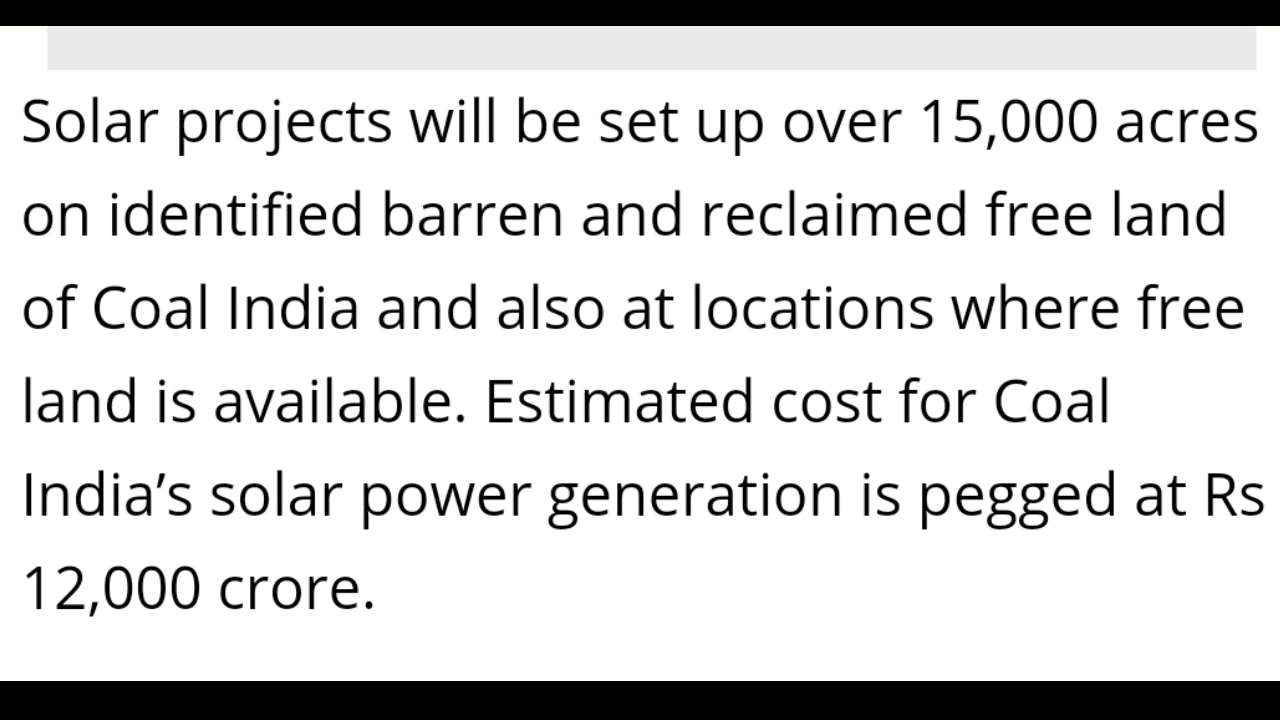 Solar projects will be set up over 15,000 acres
on identified barren and reclaimed free land
of Coal India and also at locations where free
land is available. Estimated cost for Coal
India’s solar power generation is pegged at Rs
12,000 crore.